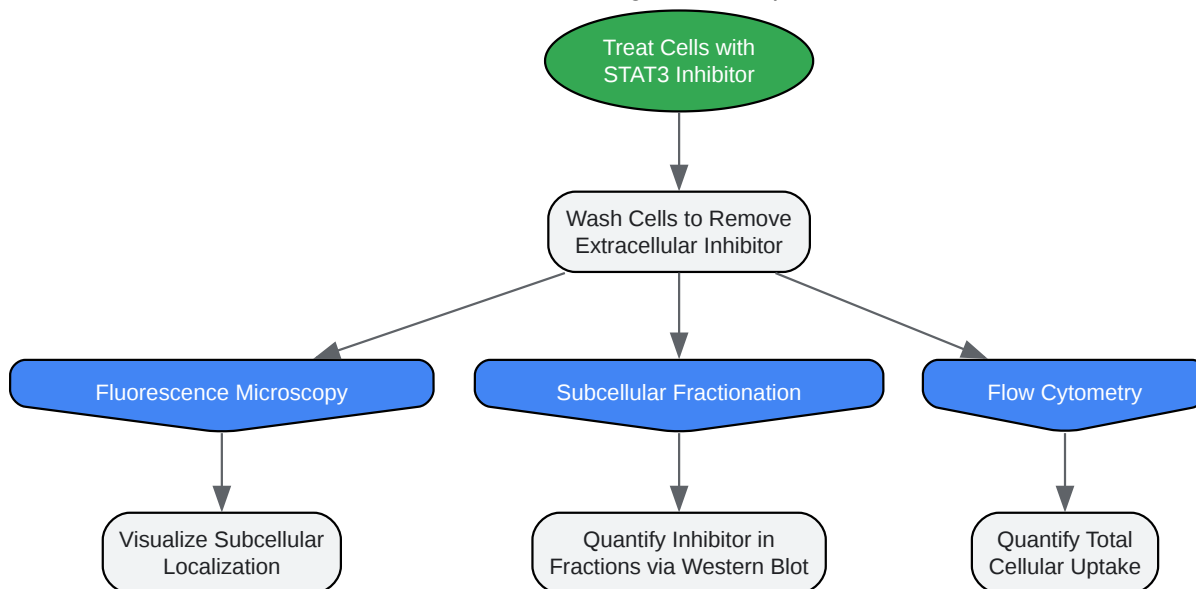 Treat Cells with
STAT3 Inhibitor
Wash Cells to Remove
Extracellular Inhibitor
Fluorescence Microscopy
Subcellular Fractionation
Flow Cytometry
Visualize Subcellular
Localization
Quantify Inhibitor in
Fractions via Western Blot
Quantify Total
Cellular Uptake